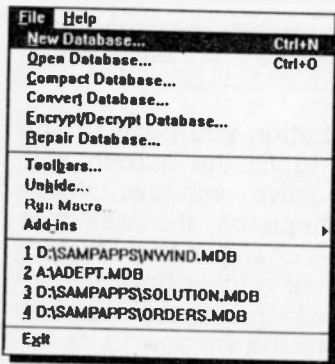 File Help
New Database... Ctrl+N
Open Database... Ctrl+O
Compact Database...
Convert Database...
Encrypt/Decrypt Database...
Repair Database...
Toolbars...
Unhide...
Run Macro...
Add-ins
1 D:\SAMPAPPS\NWIND.MDB
2 A:\ADEPT.MDB
3 D:\SAMPAPPS\SOLUTION.MDB
4 D:\SAMPAPPS\ORDERS.MDB
Exit